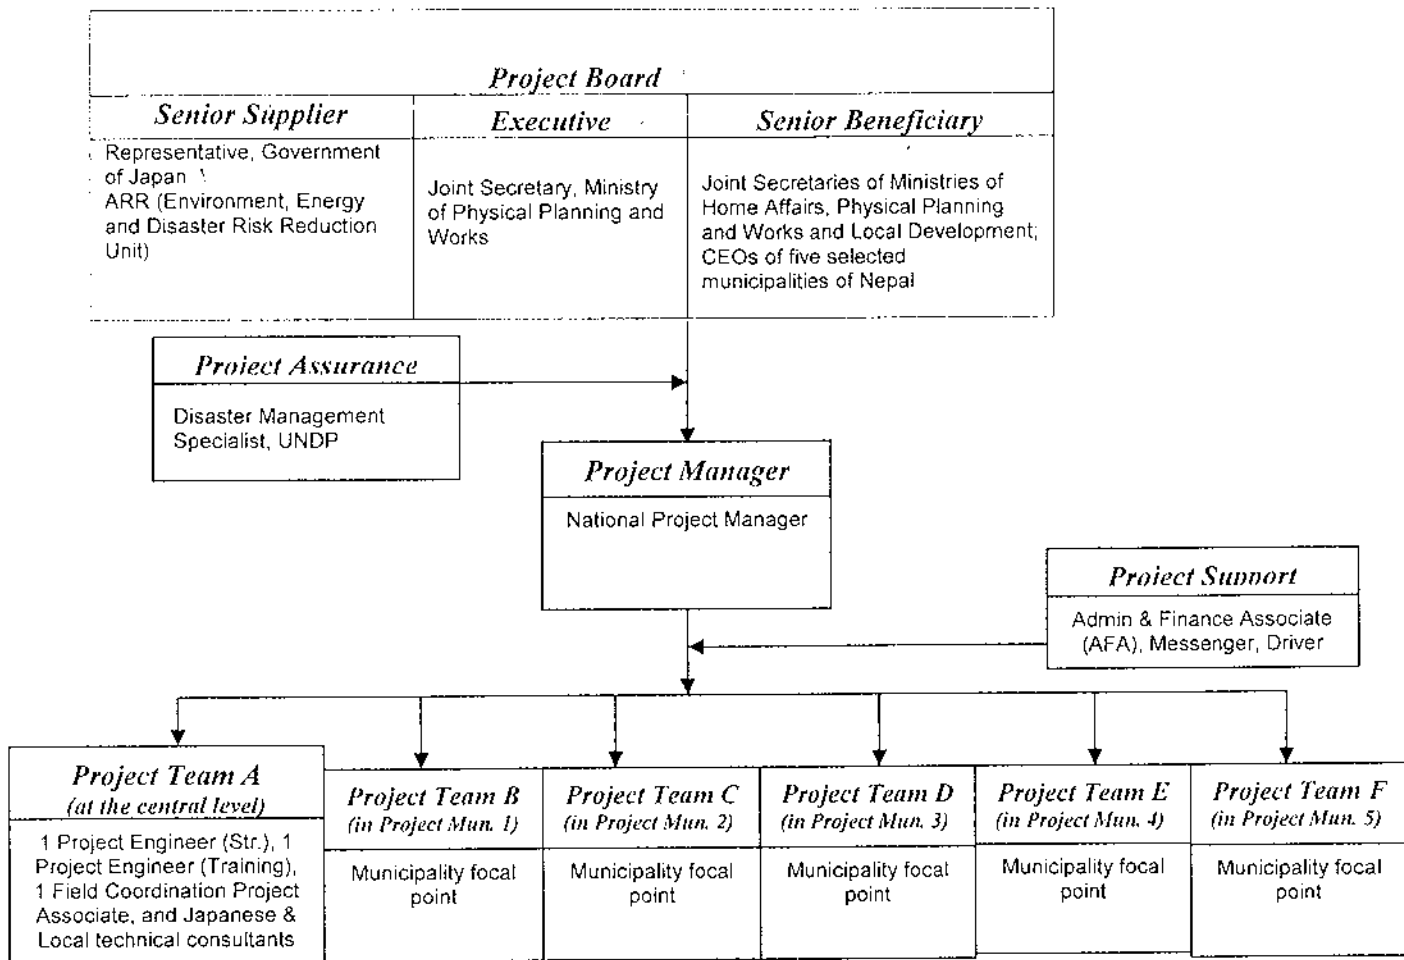 Project Board
Senior Supplier
Executive
Senior Beneficiary
Representative, Government
of Japan
ARR (Environment, Energy
and Disaster Risk Reduction
Unit)
Joint Secretary, Ministry
of Physical Planning and
Works
Joint Secretaries of Ministries of
Home Affairs, Physical Planning
and Works and Local Development;
CEOs of five selected
municipalities of Nepal
Project Assurance
Disaster Management
Specialist, UNDP
Project Manager
National Project Manager
Project Support
Admin & Finance Associate
(AFA), Messenger, Driver
Project Team A
(at the central level)
1 Project Engineer (Str.), 1
Project Engineer (Training),
1 Field Coordination Project
Associate, and Japanese &
Local technical consultants
Project Team B
(in Project Mun. 1)
Municipality focal
point
Project Team C
(in Project Mun. 2)
Municipality focal
point
Project Team D
(in Project Mun. 3)
Municipality focal
point
Project Team E
(in Project Mun. 4)
Municipality focal
point
Project Team F
(in Project Mun. 5)
Municipality focal
point